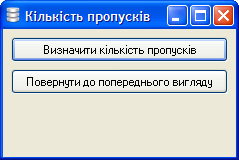 Кількість пропусків
Визначити кількість пропусків
Повернути до попереднього вигляду